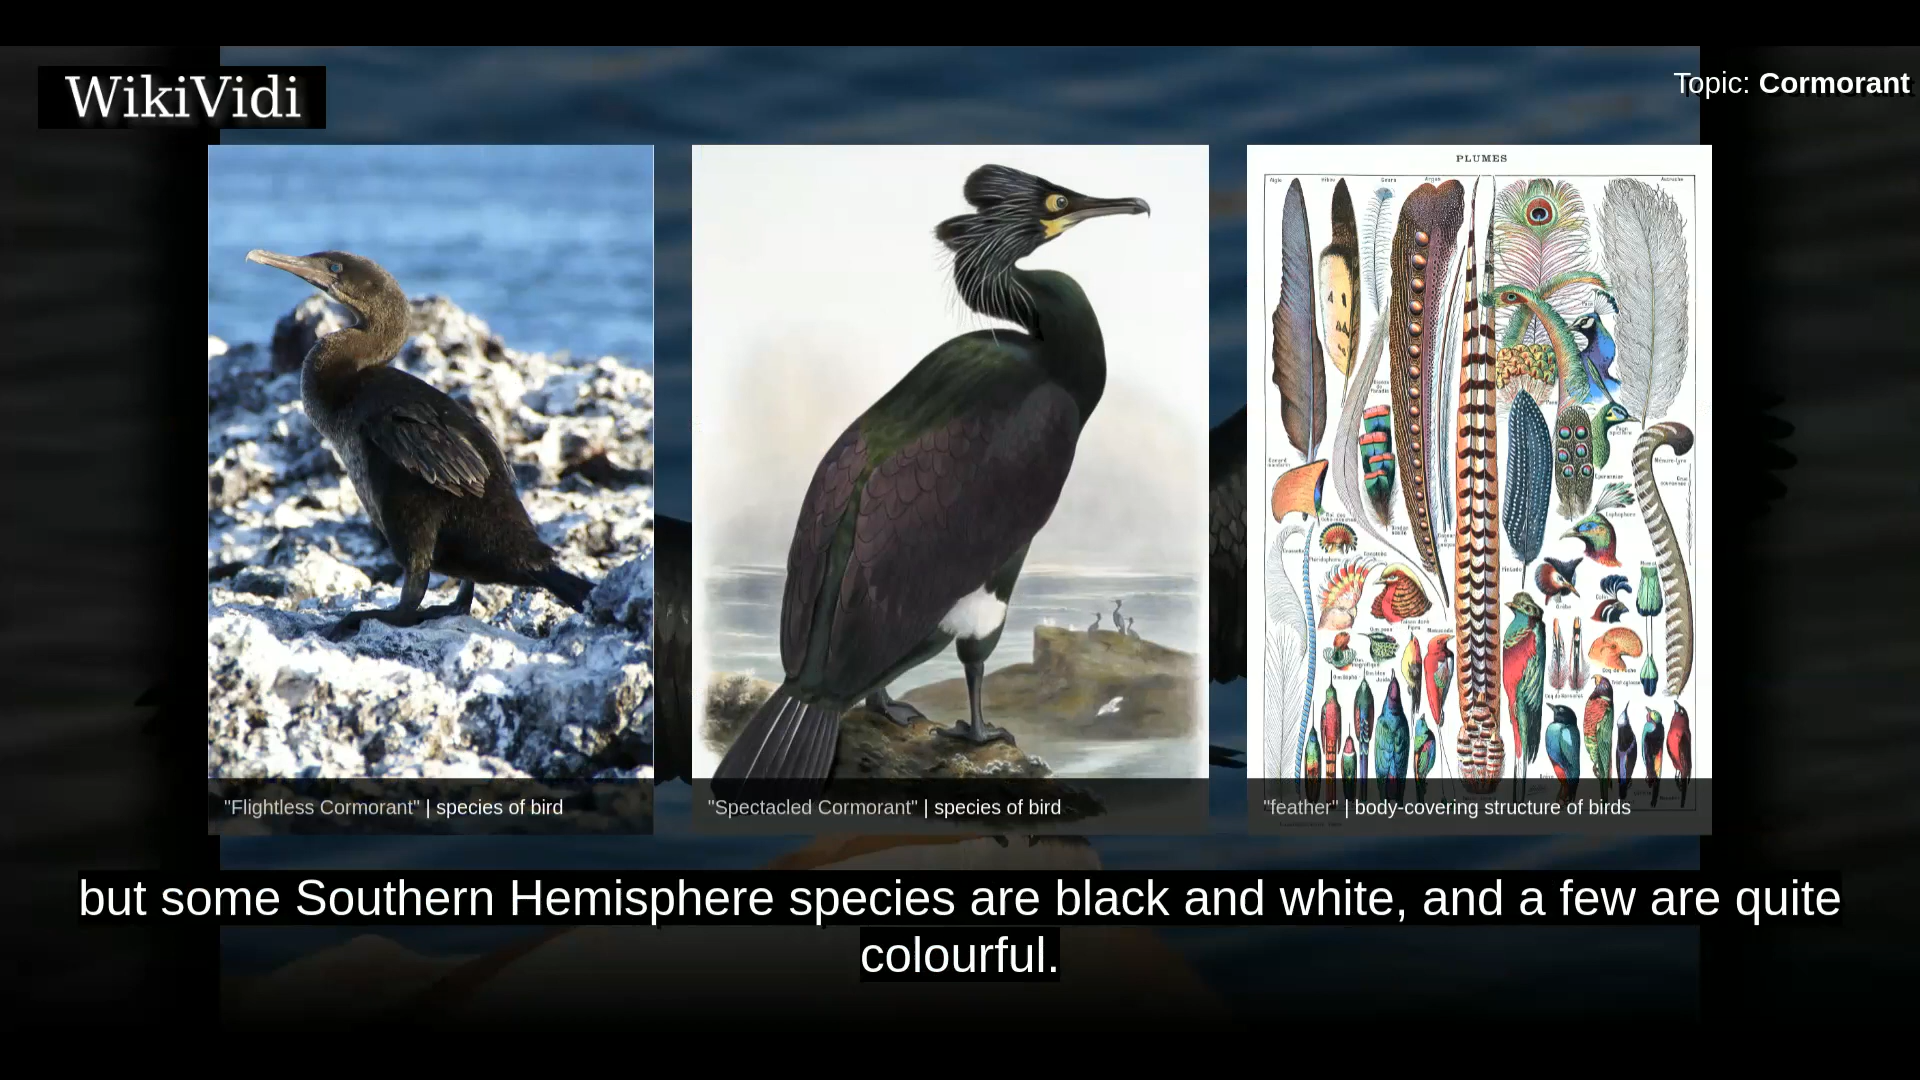 WikiVidi
Topic: Cormorant
PLUMES
"Flightless Cormorant" | species of bird
"Spectacled Cormorant" | species of bird
"feather" | body-covering structure of birds
but some Southern Hemisphere species are black and white, and a few are quite
colourful.